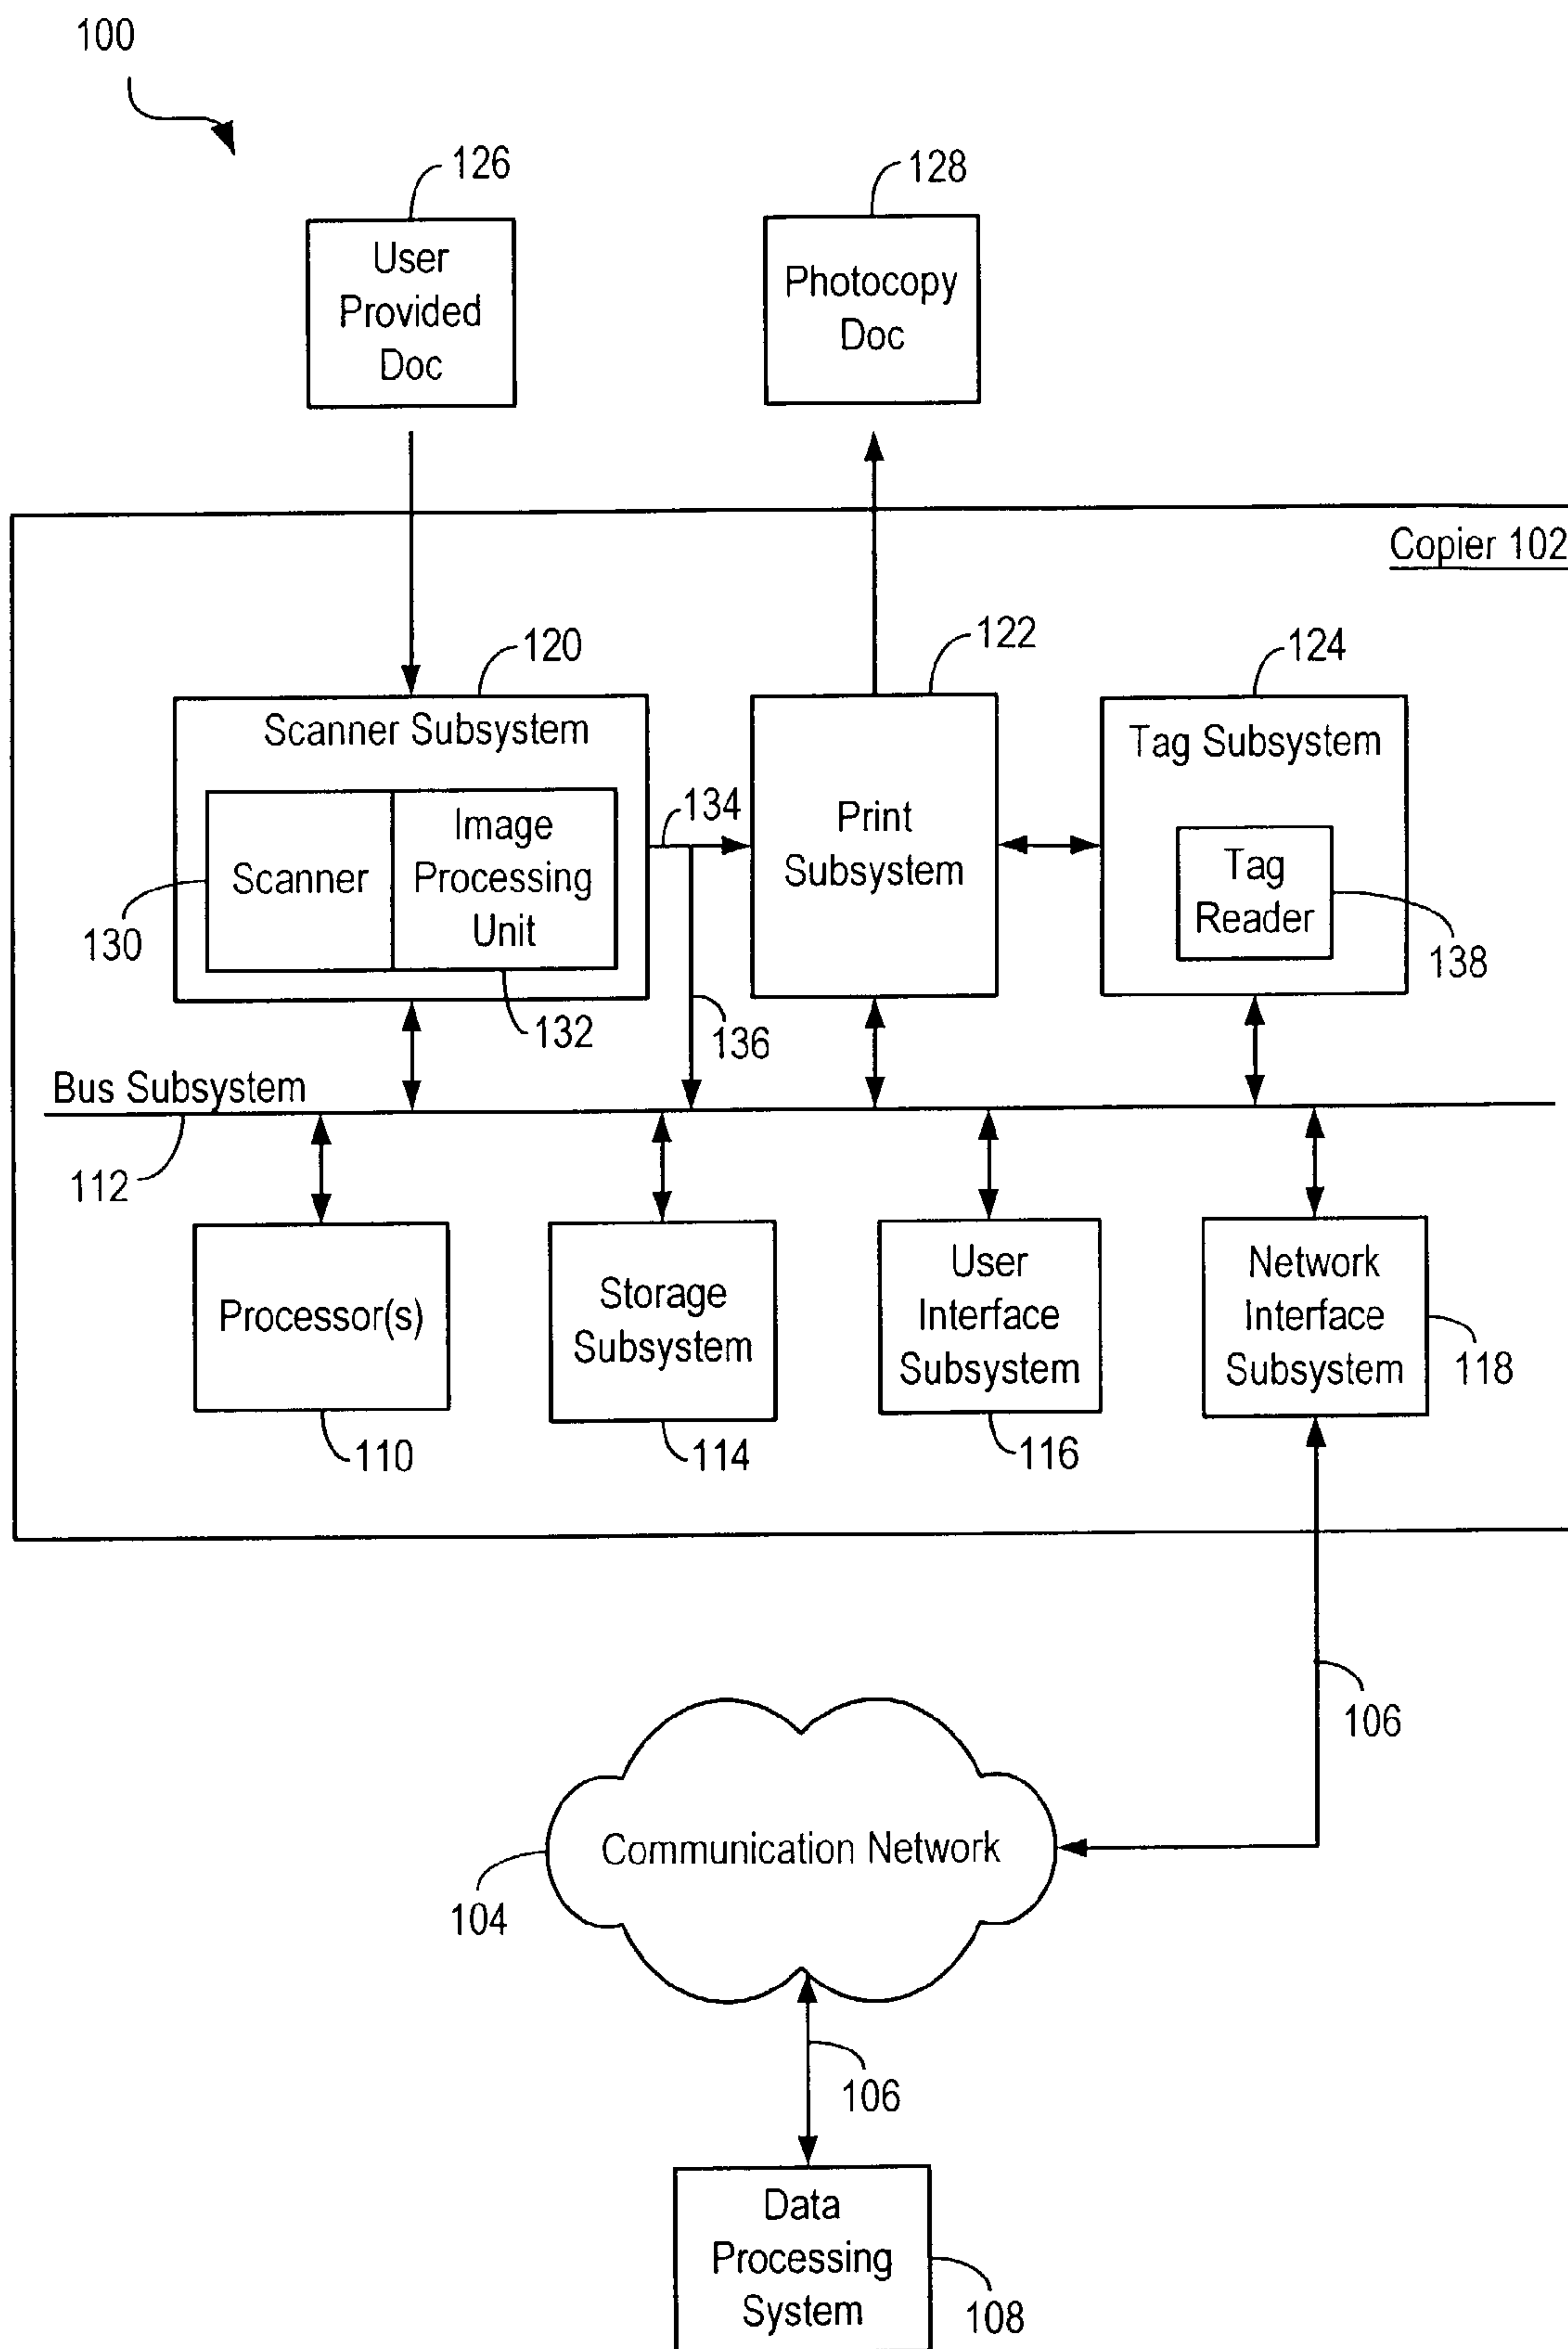 100
126
128
User
Provided
Doc
Photocopy
Doc
Copier 102
120
122
124
Scanner Subsystem
Scanner
Image
Processing
Unit
130
132
134
136
Print
Subsystem
Tag Subsystem
Tag
Reader
138
Bus Subsystem
112
Processor(s)
110
Storage
Subsystem
114
User
Interface
Subsystem
116
Network
Interface
Subsystem
118
106
Communication Network
104
106
Data
Processing
System
108